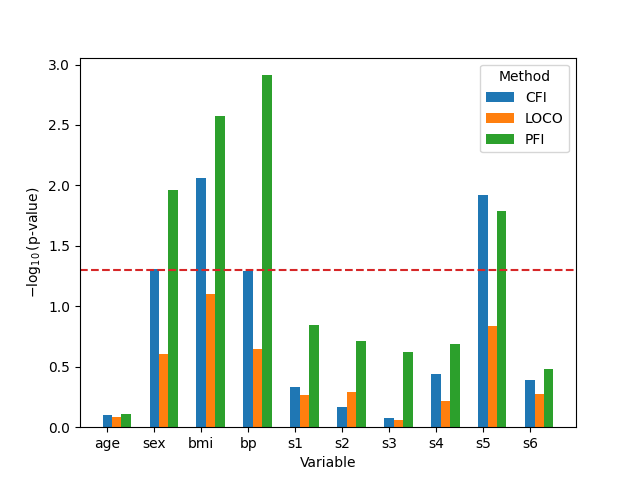 3.0
2.5
2.0
1.5
1.0
0.5
0.0
−log₁₀(p-value)
Method
CFI
LOCO
PFI
age sex bmi bp s1 s2 s3 s4 s5 s6
Variable